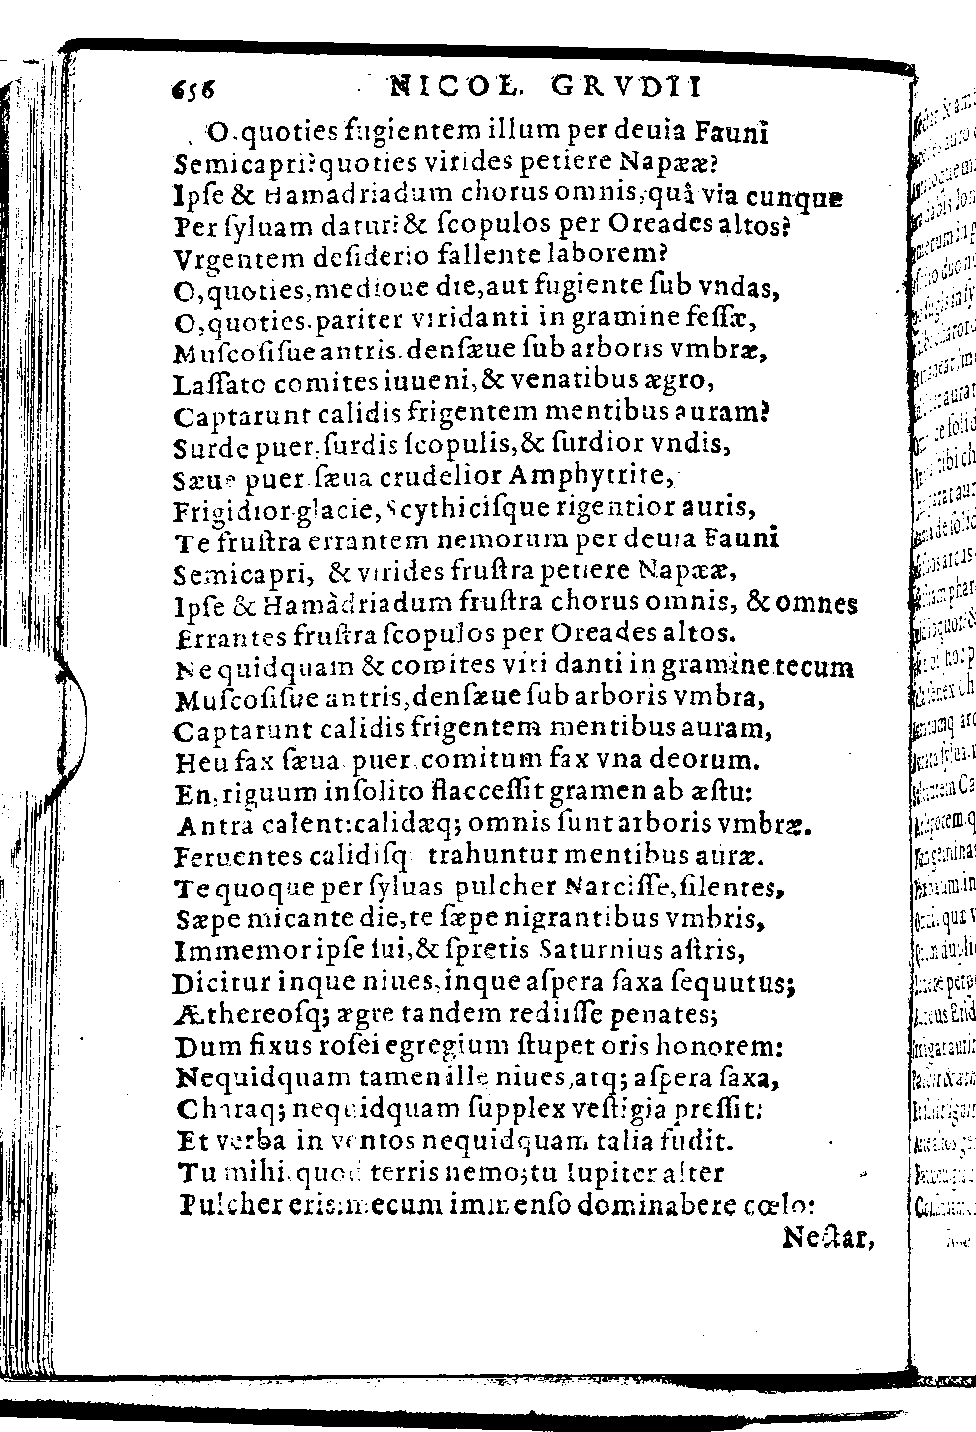 656 NICOL. GRVDII
O quoties fugientem illum per deuia Fauni
Semicapri? quoties virides petiere Napææ?
Ipſe & Hamadriadum chorus omnis, quâ via cunque
Per ſyluam datur? & ſcopulos per Oreades altos?
Vrgentem deſiderio fallente laborem?
O, quoties, medioue die, aut fugiente ſub vndas,
O, quoties pariter viridanti in gramine feſſæ,
Muſcoſiſue antris denſæue ſub arboris vmbræ,
Laſſato comites iuueni, & venatibus ægro,
Captarunt calidis frigentem mentibus auram?
Surde puer, ſurdis ſcopulis, & ſurdior vndis,
Sæue puer ſæua crudelior Amphytrite,
Frigidior glacie, Scythiciſque rigentior auris,
Te fruſtra errantem nemorum per deuia Fauni
Semicapri, & virides fruſtra petiere Napææ,
Ipſe & Hamàdriadum fruſtra chorus omnis, & omnes
Errantes fruſtra ſcopulos per Oreades altos.
Nequidquam & comites viridanti in gramine tecum
Muſcoſiſue antris, denſæue ſub arboris vmbra,
Captarunt calidis frigentem mentibus auram,
Heu fax ſæua puer, comitum fax vna deorum.
En, riguum inſolito flacceſſit gramen ab æſtu:
Antra calent: calidæq; omnis ſunt arboris vmbræ.
Feruentes calidiſq trahuntur mentibus auræ.
Te quoque per ſyluas pulcher Narciſſe, ſilentes,
Sæpe micante die, te ſæpe nigrantibus vmbris,
Immemor ipſe ſui, & ſpretis Saturnius aſtris,
Dicitur inque niues, inque aſpera ſaxa ſequutus;
Æthereoſq; ægre tandem rediiſſe penates;
Dum fixus roſei egregium ſtupet oris honorem:
Nequidquam tamen ille niues, atq; aſpera ſaxa,
Charaq; nequidquam ſupplex veſtigia preſſit:
Et verba in ventos nequidquam talia fudit.
Tu mihi quod terris nemo; tu Iupiter alter
Pulcher eris: mecum immenſo dominabere cœlo:
Nectar,